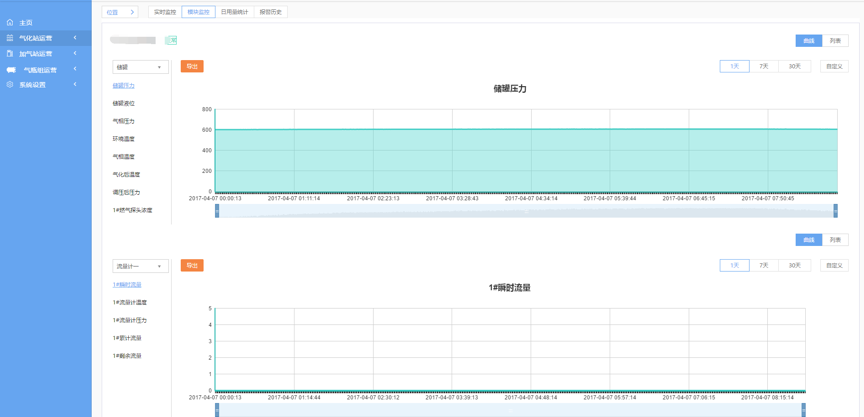 主页
气化站运营
加气站运营
气瓶组运营
系统设置
位置
实时监控 模块监控 日用量统计 报警历史
曲线 列表
储罐 导出 1天 7天 30天 自定义
储罐压力
储罐压力
储罐液位
气相压力
环境温度
气相温度
气化后温度
调压后压力
1#燃气探头浓度
800
600
400
200
0
2017-04-07 00:00:13 2017-04-07 01:11:14 2017-04-07 02:23:13 2017-04-07 03:28:43 2017-04-07 04:34:14 2017-04-07 05:39:44 2017-04-07 06:45:15 2017-04-07 07:50:45
曲线 列表
流量计一 导出 1天 7天 30天 自定义
1#瞬时流量
1#瞬时流量
1#流量计温度
1#流量计压力
1#累计流量
1#剩余流量
5
4
3
2
1
0
2017-04-07 00:00:13 2017-04-07 01:14:44 2017-04-07 02:30:12 2017-04-07 03:39:13 2017-04-07 04:48:14 2017-04-07 05:57:14 2017-04-07 07:06:15 2017-04-07 08:15:14